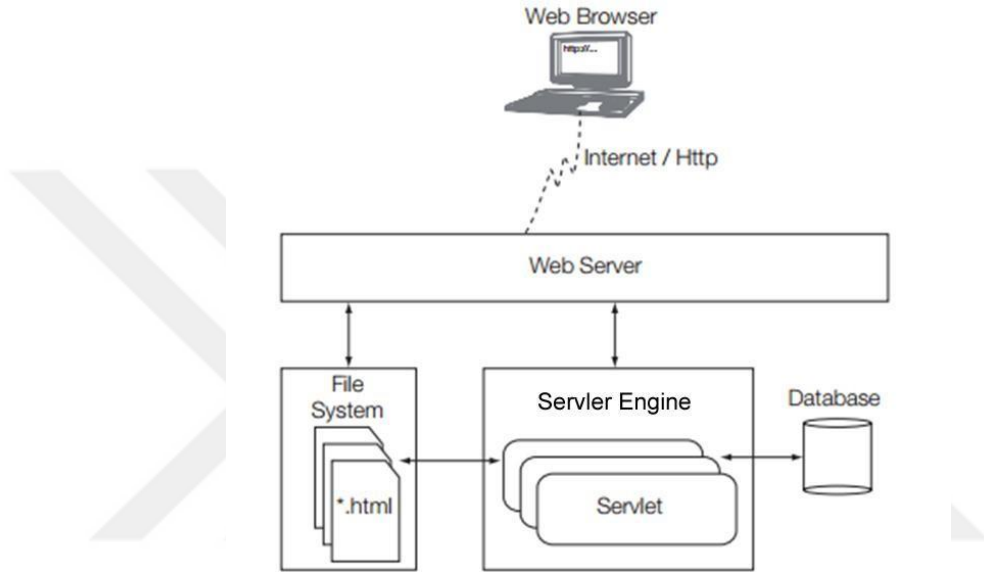 Web Browser
http://...
Internet / Http
Web Server
File
System
*.html
Servler Engine
Servlet
Database